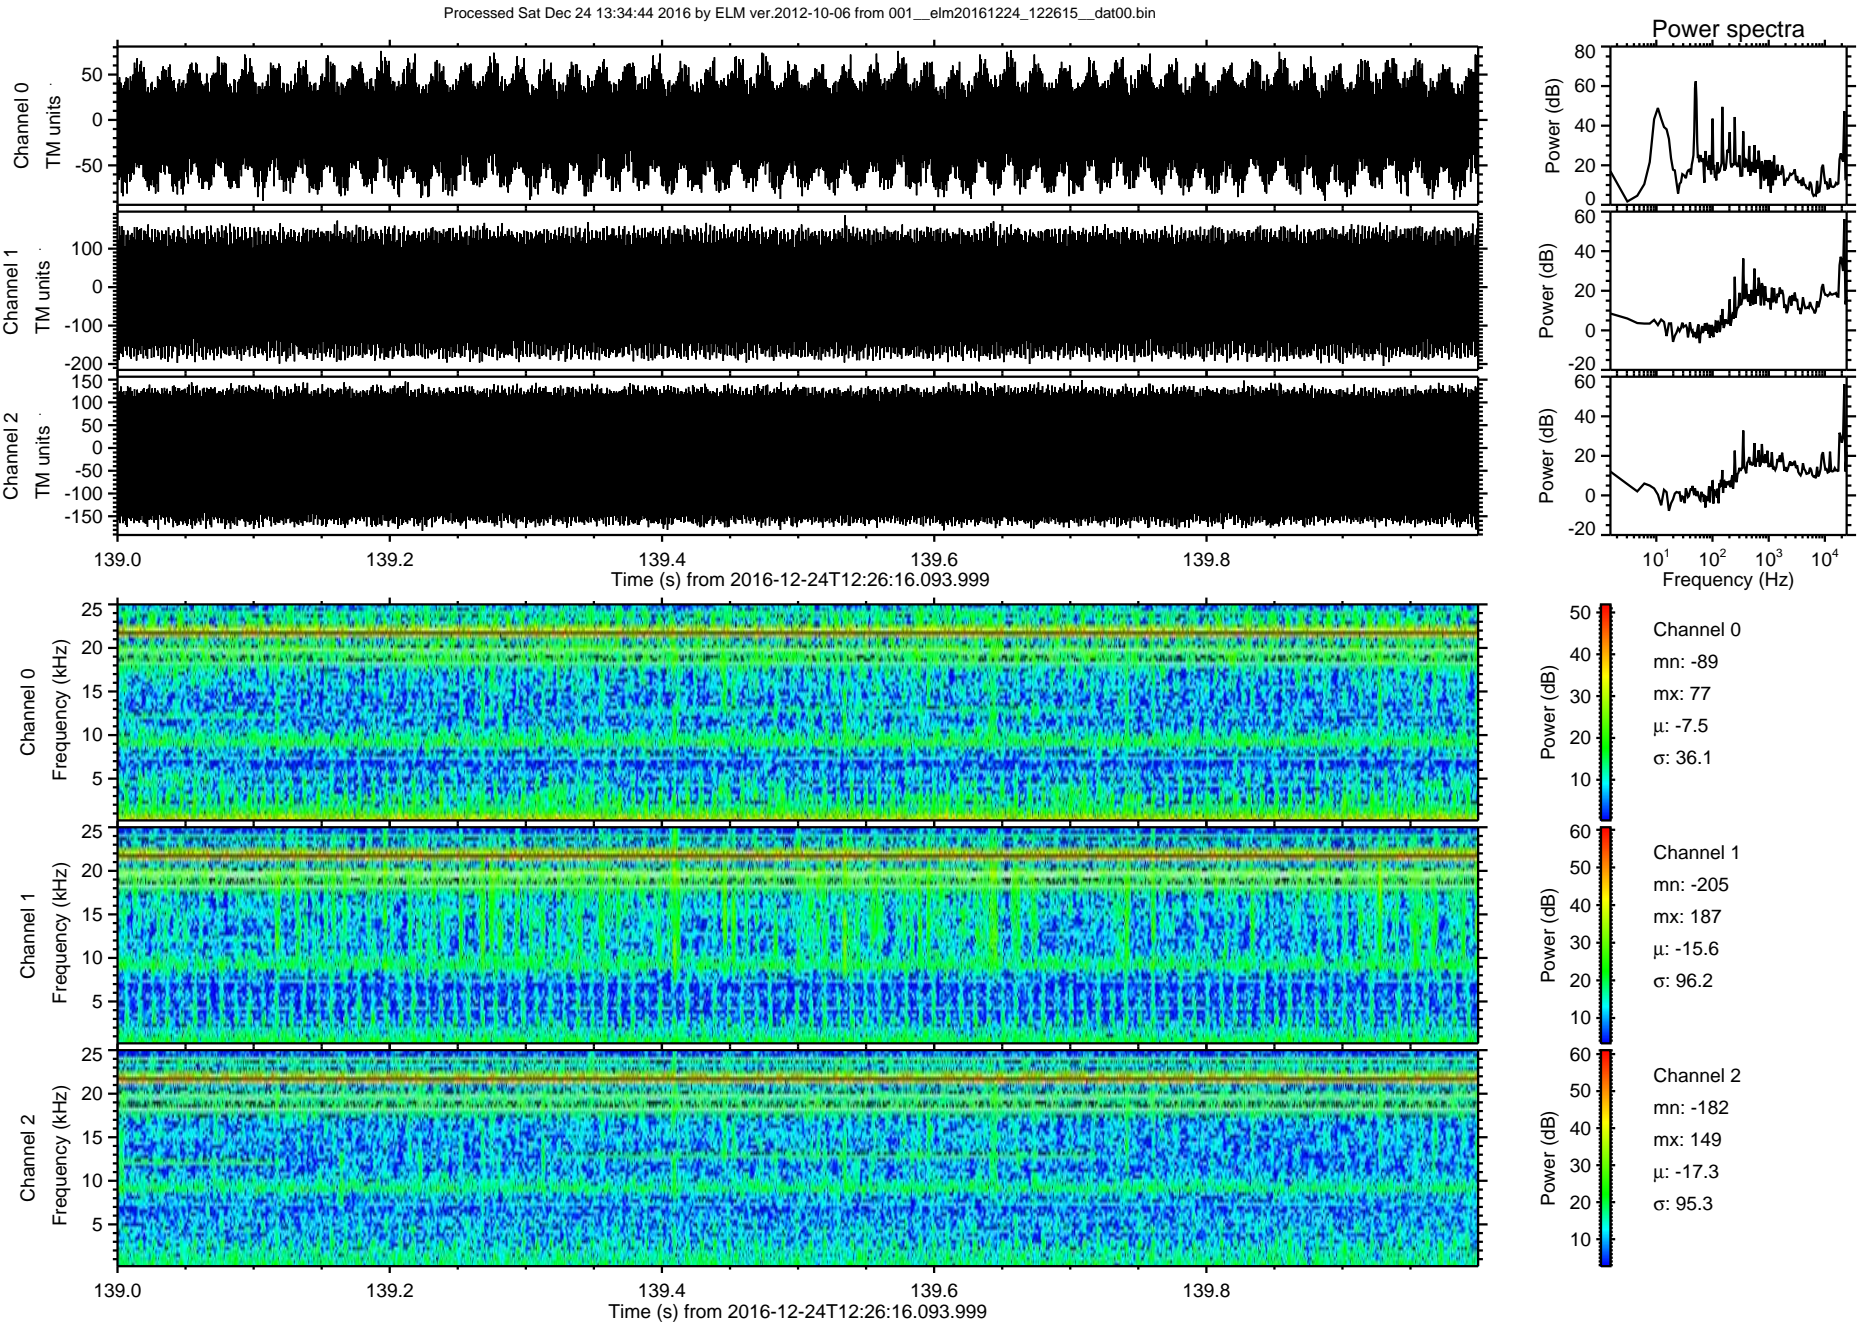 Processed Sat Dec 24 13:34:44 2016 by ELM ver.2012-10-06 from 001__elm20161224_122615__dat00.bin
Power spectra
Channel 0
TM units
50
0
-50
Power (dB)
80
60
40
20
0
Channel 1
TM units
100
0
-100
-200
Power (dB)
60
40
20
0
-20
Channel 2
TM units
150
100
50
0
-50
-100
-150
Power (dB)
60
40
20
0
-20
139.0 139.2 139.4 139.6 139.8
Time (s) from 2016-12-24T12:26:16.093.999
10¹ 10² 10³ 10⁴
Frequency (Hz)
Channel 0
Frequency (kHz)
25
20
15
10
5
Power (dB)
50
40
30
20
10
Channel 0
mn: -89
mx: 77
μ: -7.5
σ: 36.1
Channel 1
Frequency (kHz)
25
20
15
10
5
Power (dB)
60
50
40
30
20
10
Channel 1
mn: -205
mx: 187
μ: -15.6
σ: 96.2
Channel 2
Frequency (kHz)
25
20
15
10
5
Power (dB)
60
50
40
30
20
10
Channel 2
mn: -182
mx: 149
μ: -17.3
σ: 95.3
139.0 139.2 139.4 139.6 139.8
Time (s) from 2016-12-24T12:26:16.093.999